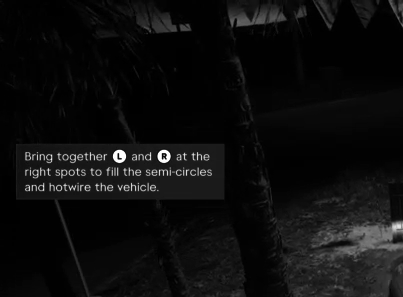 Bring together L and R at the
right spots to fill the semi-circles
and hotwire the vehicle.